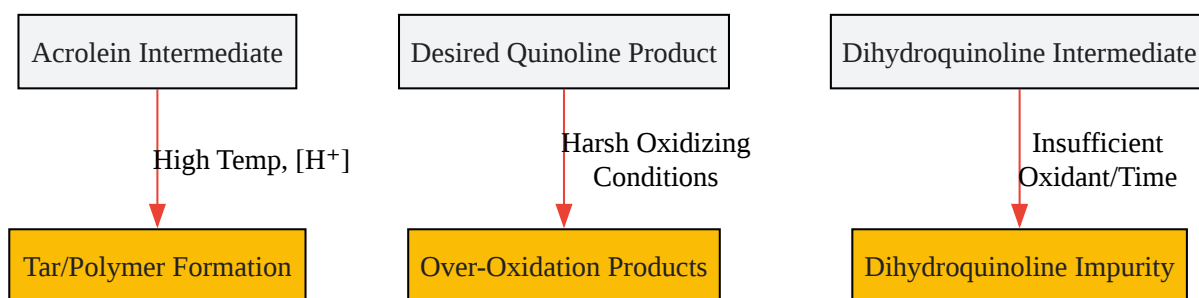 Acrolein Intermediate
Desired Quinoline Product
Dihydroquinoline Intermediate
High Temp, [H⁺]
Harsh Oxidizing
Conditions
Insufficient
Oxidant/Time
Tar/Polymer Formation
Over-Oxidation Products
Dihydroquinoline Impurity